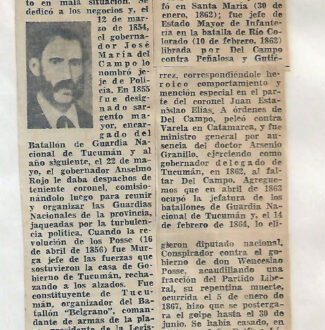 to en mala situación. Se
dedicó a los negocios y, el
12 de mar-
zo de 1854,
el goberna-
dor José
María del
Campo lo
nombró je-
fe de Poli-
cía. En 1855
fue desig-
nado sar-
gento ma-
yor, encar-
gado del
Batallón de Guardia Na-
cional de Tucumán y al
año siguiente, el 22 de ma-
yo, el gobernador Anselmo
Rojo le daba despachos de
teniente coronel, comisio-
nándolo luego para reunir
y organizar las Guardias
Nacionales de la provincia,
jaqueadas por la turbulen-
cia política. Cuando la re-
volución de los Posse (16
de abril de 1856) fue Mur-
ga jefe de las fuerzas que
sostuvieron la casa de Go-
bierno de Tucumán, recha-
zando a los alzados. Fue
constituyente de Tucu-
mán, organizador del Ba-
tallón "Belgrano", coman-
dante de armas de la pla-
fó en Santa María (30 de
enero, 1862); fue jefe de
Estado Mayor de Infante-
ría en la batalla de Río Co-
lorado (10 de febrero, 1862)
librada por Del Campo
contra Peñalosa y Gutié-
rrez, correspondiéndole he-
roico comportamiento y
mención especial en el par-
te del coronel Juan Esta-
nislao Elías. A órdenes de
Del Campo, peleó contra
Varela en Catamarca, y fue
ministro general por au-
sencia del doctor Arsenio
Granillo, ejerciendo como
gobernador delegado de
Tucumán, en 1862, al fal-
tar Del Campo. Agregue-
mos que en abril de 1863
ocupó la jefatura de los
batallones de Guardia Na-
cional de Tucumán, y el 14
de febrero de 1864, lo eli-
gieron diputado nacional.
Conspirador contra el go-
bierno de don Wenceslao
Posse, acaudillando una
fracción del Partido Libe-
ral, su repentina muerte,
ocurrida el 5 de enero de
1867, hizo que se posterga-
ra el golpe hasta el 30 de
junio. Se había casado, en